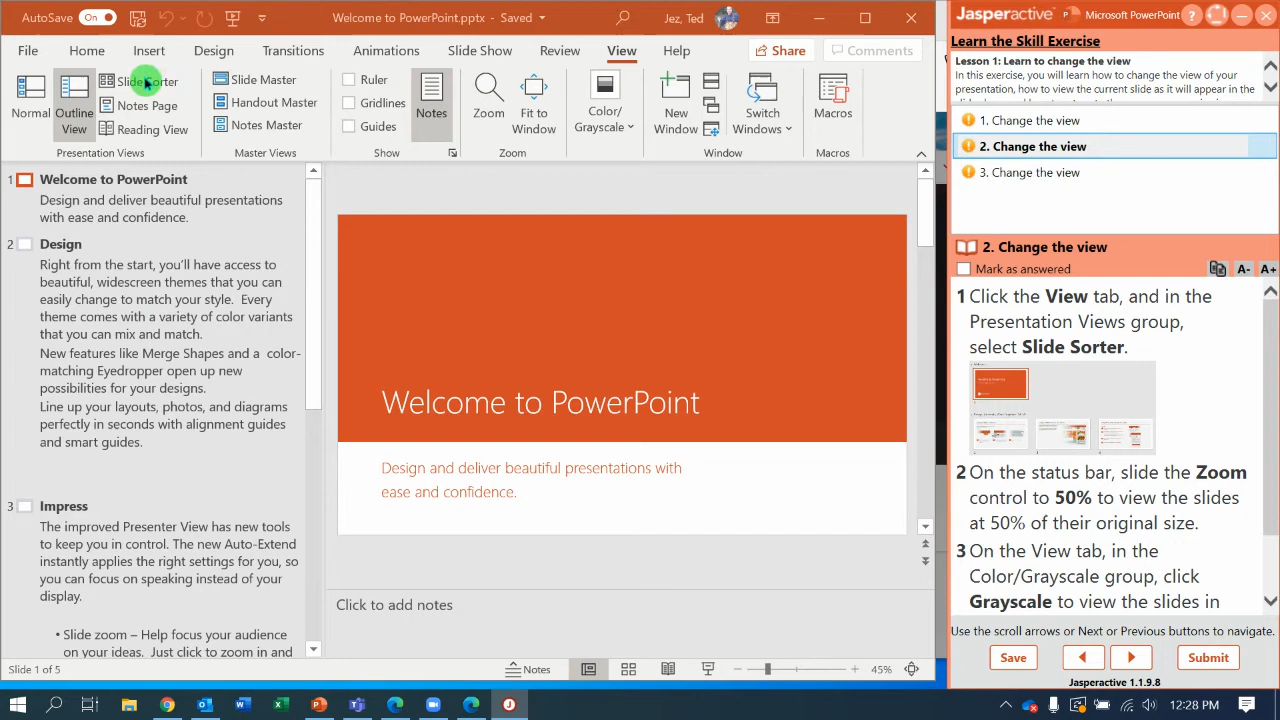 AutoSave On
Welcome to PowerPoint.pptx - Saved
Jez, Ted
File Home Insert Design Transitions Animations Slide Show Review View Help
Share
Comments
Normal
Outline View
Slide Sorter
Notes Page
Reading View
Presentation Views
Slide Master
Handout Master
Notes Master
Master Views
Ruler
Gridlines
Guides
Show
Notes
Zoom
Fit to Window
Zoom
Color/ Grayscale
New Window
Switch Windows
Window
Macros
Macros
1 Welcome to PowerPoint
Design and deliver beautiful presentations
with ease and confidence.
2 Design
Right from the start, you'll have access to
beautiful, widescreen themes that you can
easily change to match your style. Every
theme comes with a variety of color variants
that you can mix and match.
New features like Merge Shapes and a color-
matching Eyedropper open up new
possibilities for your designs.
Line up your layouts, photos, and diagrams
perfectly in seconds with alignment guides
and smart guides.
3 Impress
The improved Presenter View has new tools
to keep you in control. The new Auto-Extend
instantly applies the right settings for you, so
you can focus on speaking instead of your
display.
• Slide zoom – Help focus your audience
on your ideas. Just click to zoom in and
Welcome to PowerPoint
Design and deliver beautiful presentations with
ease and confidence.
Click to add notes
Slide 1 of 5
Notes
45%
Jasperactive
Microsoft PowerPoint
Learn the Skill Exercise
Lesson 1: Learn to change the view
In this exercise, you will learn how to change the view of your
presentation, how to view the current slide as it will appear in the
1. Change the view
2. Change the view
3. Change the view
2. Change the view
Mark as answered
A- A+
1 Click the View tab, and in the
Presentation Views group,
select Slide Sorter.
2 On the status bar, slide the Zoom
control to 50% to view the slides
at 50% of their original size.
3 On the View tab, in the
Color/Grayscale group, click
Grayscale to view the slides in
Use the scroll arrows or Next or Previous buttons to navigate.
Save
Submit
Jasperactive 1.1.9.8
12:28 PM